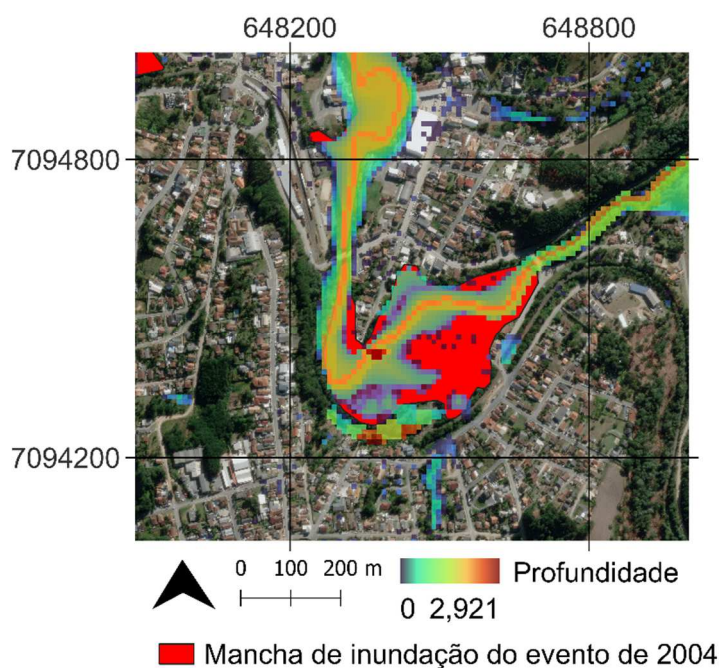 648200 648800
7094800
7094200
0 100 200 m
Profundidade
0 2,921
Mancha de inundação do evento de 2004